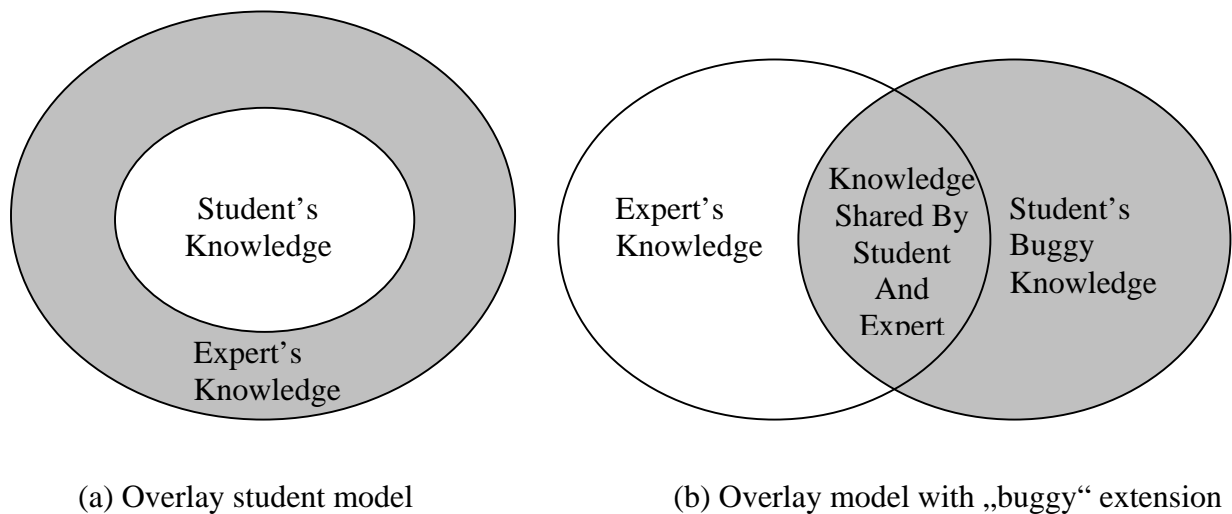 Student’s
Knowledge
Expert’s
Knowledge
(a) Overlay student model
Expert’s
Knowledge
Knowledge
Shared By
Student
And
Expert
Student’s
Buggy
Knowledge
(b) Overlay model with „buggy“ extension